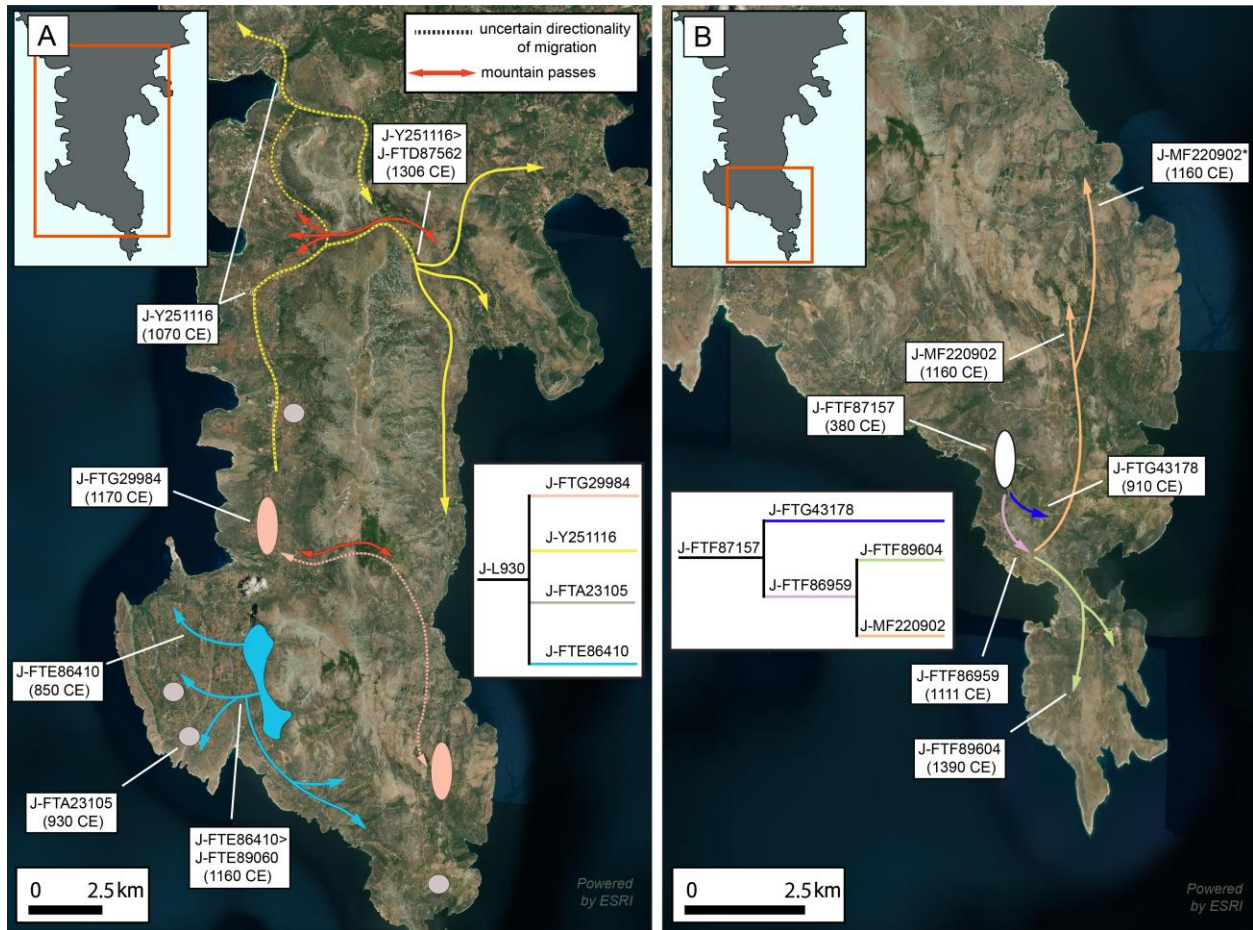 A
uncertain directionality
of migration
mountain passes
J-Y251116>
J-FTD87562
(1306 CE)
J-Y251116
(1070 CE)
J-FTG29984
(1170 CE)
J-FTG29984
J-Y251116
J-L930
J-FTA23105
J-FTE86410
J-FTE86410
(850 CE)
J-FTA23105
(930 CE)
J-FTE86410>
J-FTE89060
(1160 CE)
0 2.5 km
Powered
by ESRI
B
J-MF220902*
(1160 CE)
J-MF220902
(1160 CE)
J-FTF87157
(380 CE)
J-FTG43178
(910 CE)
J-FTG43178
J-FTF87157
J-FTF89604
J-FTF86959
J-MF220902
J-FTF86959
(1111 CE)
J-FTF89604
(1390 CE)
0 2.5 km
Powered
by ESRI